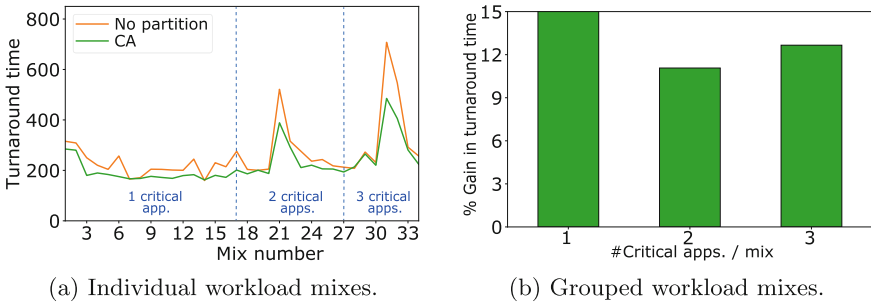 No partition
CA
Turnaround time
800
600
400
200
0
1 critical
app.
2 critical
apps.
3 critical
apps.
3 6 9 12 15 18 21 24 27 30 33
Mix number
(a) Individual workload mixes.
% Gain in turnaround time
15
12
9
6
3
0
1 2 3
#Critical apps. / mix
(b) Grouped workload mixes.